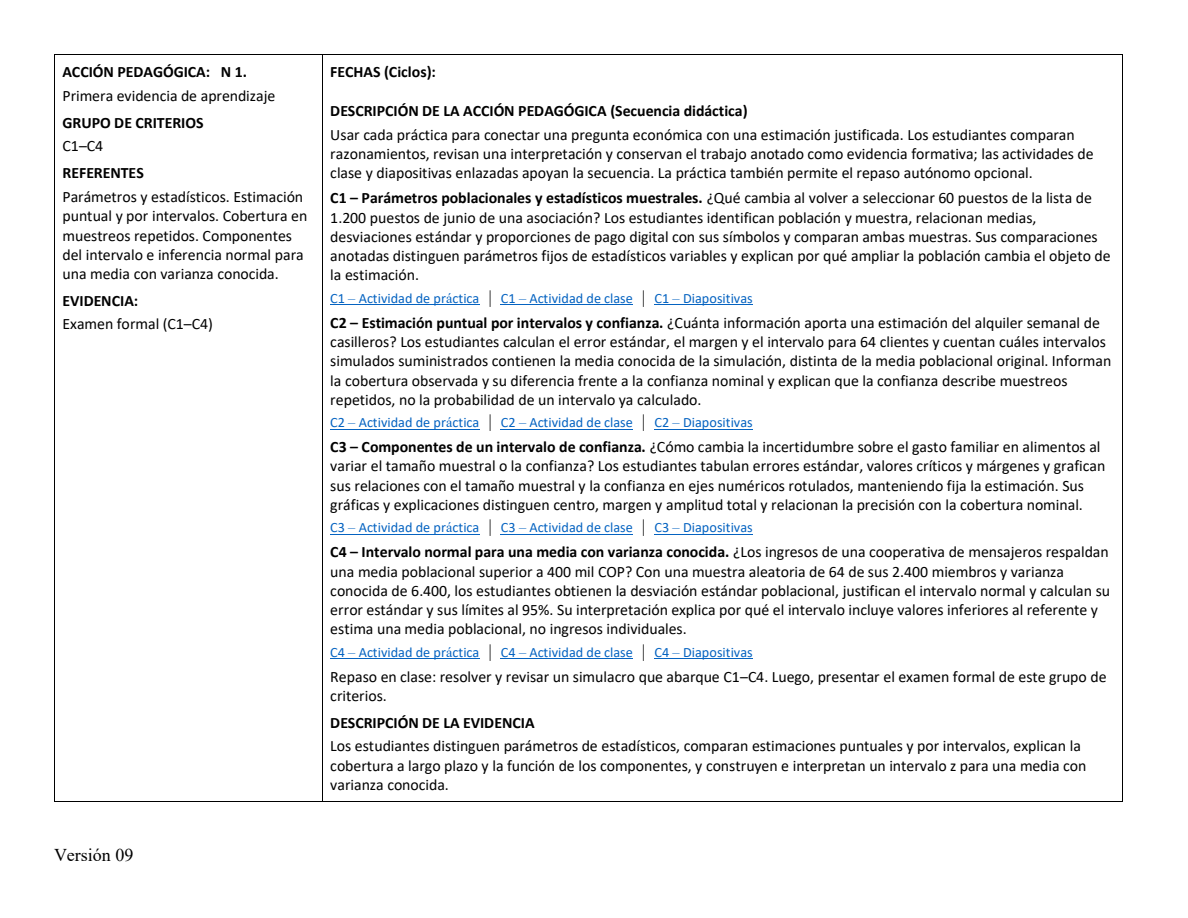 ACCIÓN PEDAGÓGICA:   N 1.
Primera evidencia de aprendizaje
GRUPO DE CRITERIOS
C1–C4
REFERENTES
Parámetros y estadísticos. Estimación
puntual y por intervalos. Cobertura en
muestreos repetidos. Componentes
del intervalo e inferencia normal para
una media con varianza conocida.
EVIDENCIA:
Examen formal (C1–C4)
FECHAS (Ciclos):
DESCRIPCIÓN DE LA ACCIÓN PEDAGÓGICA (Secuencia didáctica)
Usar cada práctica para conectar una pregunta económica con una estimación justificada. Los estudiantes comparan
razonamientos, revisan una interpretación y conservan el trabajo anotado como evidencia formativa; las actividades de
clase y diapositivas enlazadas apoyan la secuencia. La práctica también permite el repaso autónomo opcional.
C1 – Parámetros poblacionales y estadísticos muestrales. ¿Qué cambia al volver a seleccionar 60 puestos de la lista de
1.200 puestos de junio de una asociación? Los estudiantes identifican población y muestra, relacionan medias,
desviaciones estándar y proporciones de pago digital con sus símbolos y comparan ambas muestras. Sus comparaciones
anotadas distinguen parámetros fijos de estadísticos variables y explican por qué ampliar la población cambia el objeto de
la estimación.
C1 – Actividad de práctica │ C1 – Actividad de clase │ C1 – Diapositivas
C2 – Estimación puntual por intervalos y confianza. ¿Cuánta información aporta una estimación del alquiler semanal de
casilleros? Los estudiantes calculan el error estándar, el margen y el intervalo para 64 clientes y cuentan cuáles intervalos
simulados suministrados contienen la media conocida de la simulación, distinta de la media poblacional original. Informan
la cobertura observada y su diferencia frente a la confianza nominal y explican que la confianza describe muestreos
repetidos, no la probabilidad de un intervalo ya calculado.
C2 – Actividad de práctica │ C2 – Actividad de clase │ C2 – Diapositivas
C3 – Componentes de un intervalo de confianza. ¿Cómo cambia la incertidumbre sobre el gasto familiar en alimentos al
variar el tamaño muestral o la confianza? Los estudiantes tabulan errores estándar, valores críticos y márgenes y grafican
sus relaciones con el tamaño muestral y la confianza en ejes numéricos rotulados, manteniendo fija la estimación. Sus
gráficas y explicaciones distinguen centro, margen y amplitud total y relacionan la precisión con la cobertura nominal.
C3 – Actividad de práctica │ C3 – Actividad de clase │ C3 – Diapositivas
C4 – Intervalo normal para una media con varianza conocida. ¿Los ingresos de una cooperativa de mensajeros respaldan
una media poblacional superior a 400 mil COP? Con una muestra aleatoria de 64 de sus 2.400 miembros y varianza
conocida de 6.400, los estudiantes obtienen la desviación estándar poblacional, justifican el intervalo normal y calculan su
error estándar y sus límites al 95%. Su interpretación explica por qué el intervalo incluye valores inferiores al referente y
estima una media poblacional, no ingresos individuales.
C4 – Actividad de práctica │ C4 – Actividad de clase │ C4 – Diapositivas
Repaso en clase: resolver y revisar un simulacro que abarque C1–C4. Luego, presentar el examen formal de este grupo de
criterios.
DESCRIPCIÓN DE LA EVIDENCIA
Los estudiantes distinguen parámetros de estadísticos, comparan estimaciones puntuales y por intervalos, explican la
cobertura a largo plazo y la función de los componentes, y construyen e interpretan un intervalo z para una media con
varianza conocida.
Versión 09